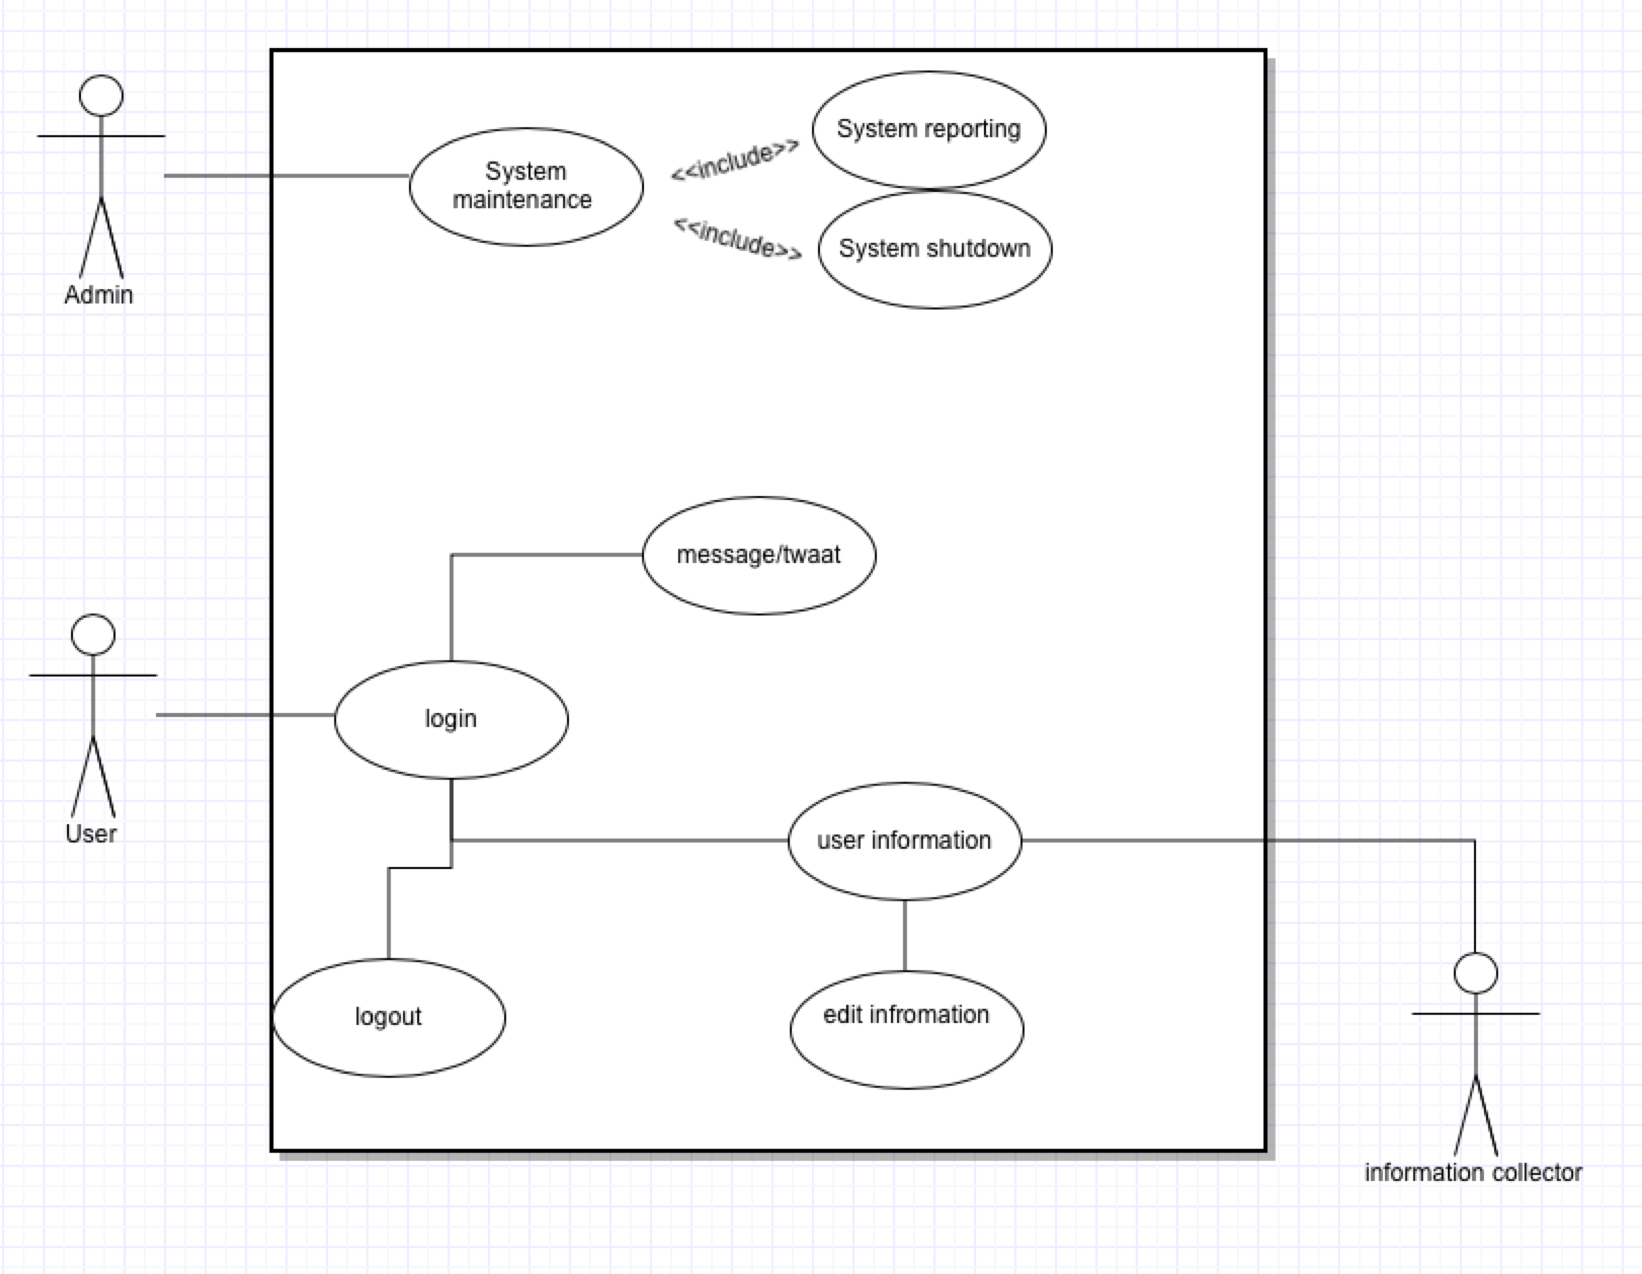 System reporting
System
maintenance
<<include>>
<<include>>
System shutdown
Admin
message/twaat
login
User
user information
logout
edit infromation
information collector